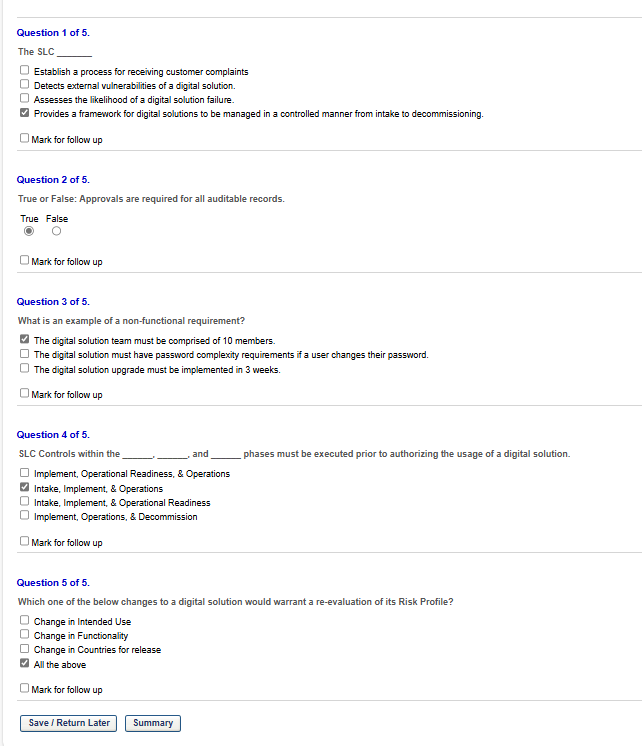 Question 1 of 5.
The SLC _______
Establish a process for receiving customer complaints
Detects external vulnerabilities of a digital solution.
Assesses the likelihood of a digital solution failure.
Provides a framework for digital solutions to be managed in a controlled manner from intake to decommissioning.
Mark for follow up
Question 2 of 5.
True or False: Approvals are required for all auditable records.
True False
Mark for follow up
Question 3 of 5.
What is an example of a non-functional requirement?
The digital solution team must be comprised of 10 members.
The digital solution must have password complexity requirements if a user changes their password.
The digital solution upgrade must be implemented in 3 weeks.
Mark for follow up
Question 4 of 5.
SLC Controls within the ______, ______, and ______ phases must be executed prior to authorizing the usage of a digital solution.
Implement, Operational Readiness, & Operations
Intake, Implement, & Operations
Intake, Implement, & Operational Readiness
Implement, Operations, & Decommission
Mark for follow up
Question 5 of 5.
Which one of the below changes to a digital solution would warrant a re-evaluation of its Risk Profile?
Change in Intended Use
Change in Functionality
Change in Countries for release
All the above
Mark for follow up
Save / Return Later Summary